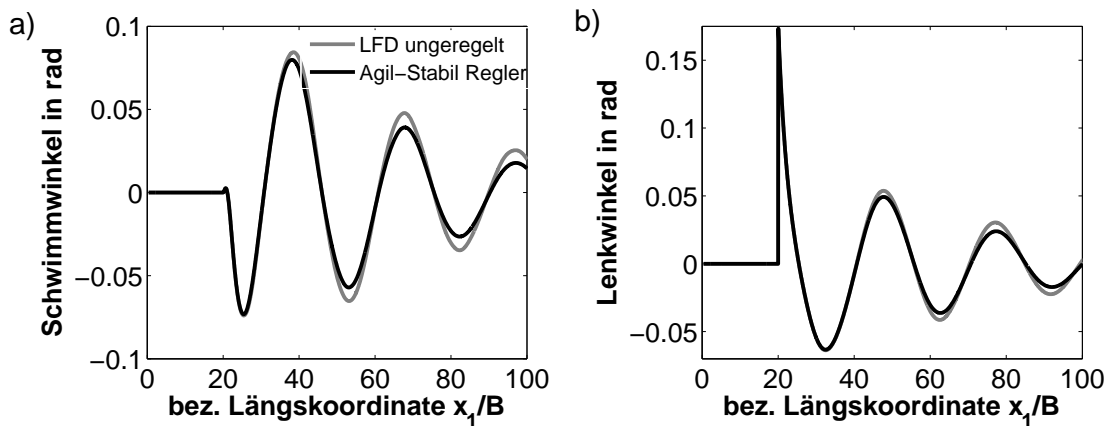 a)
Schwimmwinkel in rad
0.1
0.05
0
−0.05
−0.1
LFD ungeregelt
Agil−Stabil Regler
0 20 40 60 80 100
bez. Längskoordinate x_1/B
b)
Lenkwinkel in rad
0.15
0.1
0.05
0
−0.05
0 20 40 60 80 100
bez. Längskoordinate x_1/B